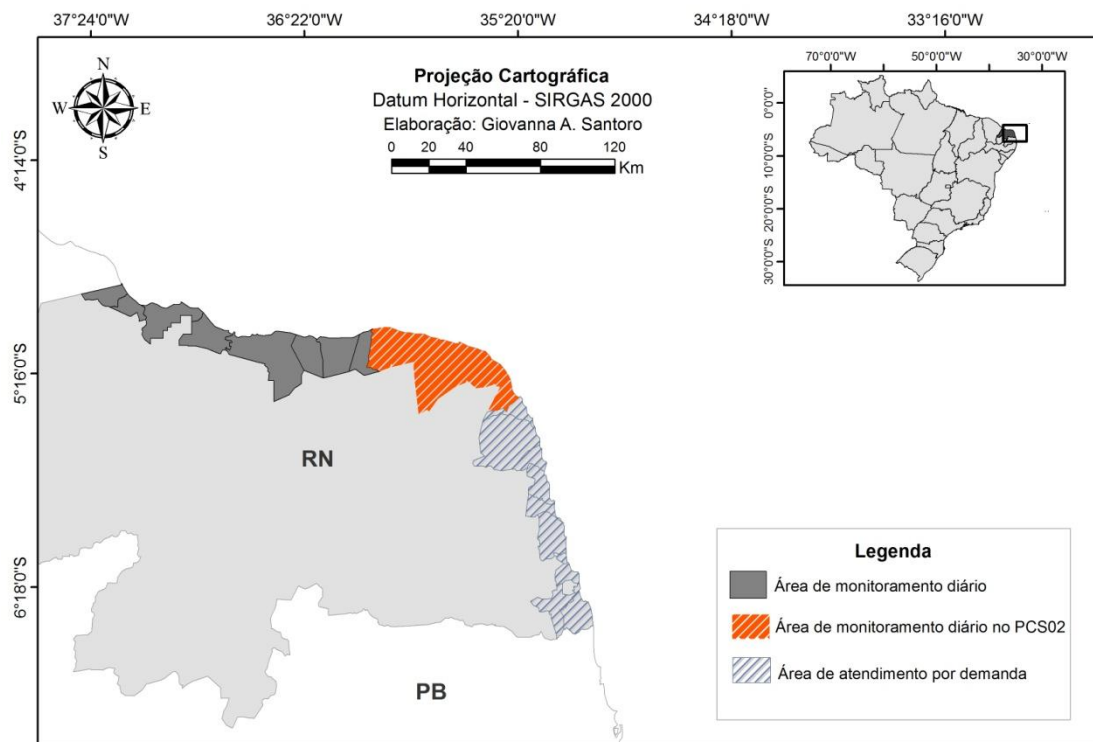 37°24'0"W 36°22'0"W 35°20'0"W 34°18'0"W 33°16'0"W
N
W E
S
Projeção Cartográfica
Datum Horizontal - SIRGAS 2000
Elaboração: Giovanna A. Santoro
0 20 40 80 120
Km
70°0'0"W 50°0'0"W 30°0'0"W
0°0'0"
10°0'0"S
20°0'0"S
30°0'0"S
4°14'0"S
5°16'0"S
6°18'0"S
RN
PB
Legenda
Área de monitoramento diário
Área de monitoramento diário no PCS02
Área de atendimento por demanda